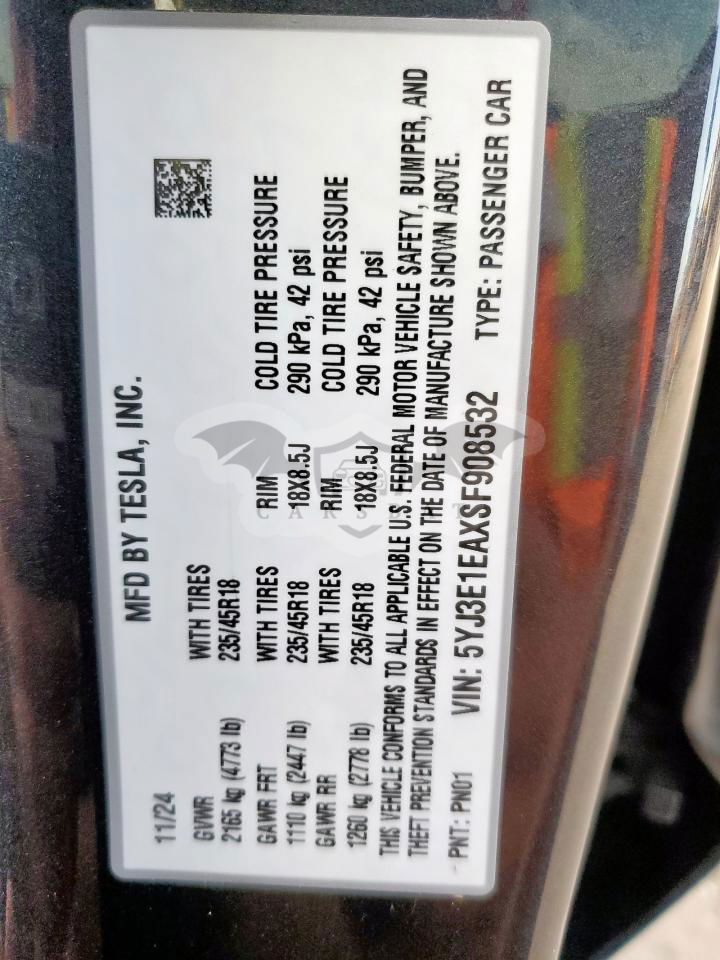 MFD BY TESLA, INC.
11/24
GVWR WITH TIRES
2165 kg (4773 lb) 235/45R18
GAWR FRT WITH TIRES RIM COLD TIRE PRESSURE
1110 kg (2447 lb) 235/45R18 18X8.5J 290 kPa, 42 psi
GAWR RR WITH TIRES RIM COLD TIRE PRESSURE
1260 kg (2778 lb) 235/45R18 18X8.5J 290 kPa, 42 psi
THIS VEHICLE CONFORMS TO ALL APPLICABLE U.S. FEDERAL MOTOR VEHICLE SAFETY, BUMPER, AND
THEFT PREVENTION STANDARDS IN EFFECT ON THE DATE OF MANUFACTURE SHOWN ABOVE.
PNT: PN01 VIN: 5YJ3E1EAXSF908532 TYPE: PASSENGER CAR